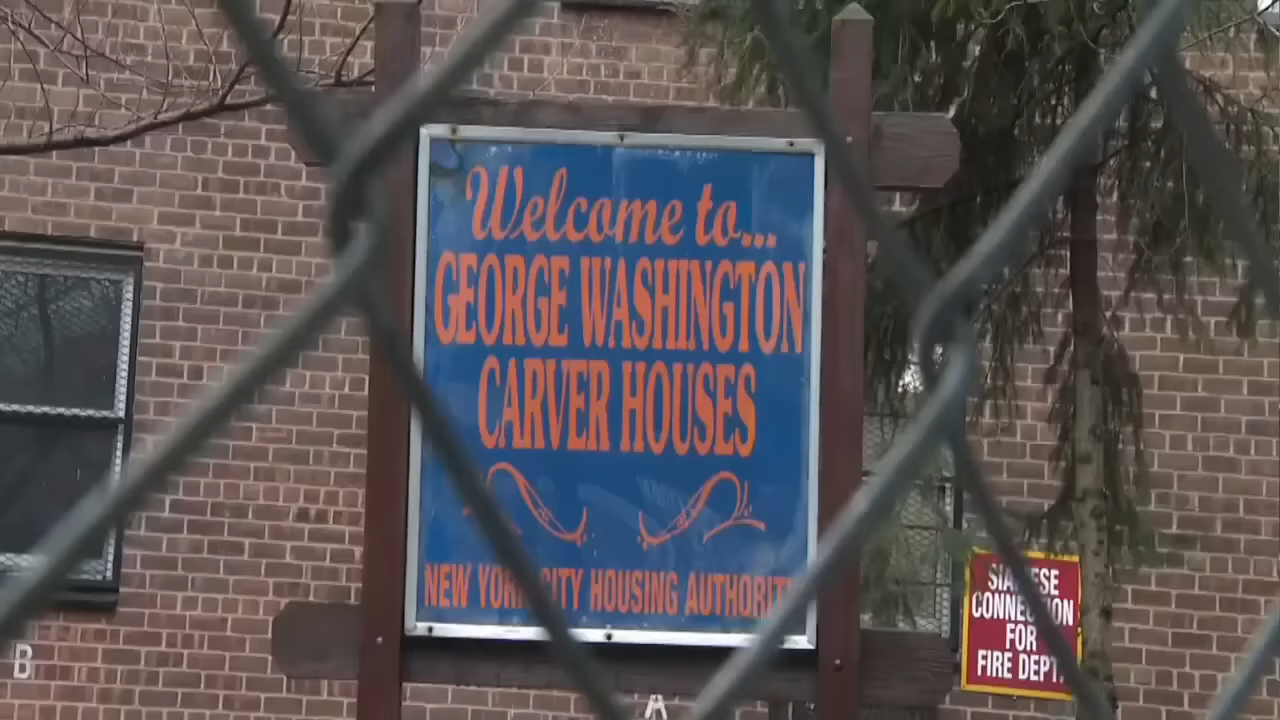 Welcome to...
GEORGE WASHINGTON
CARVER HOUSES
NEW YORK CITY HOUSING AUTHORITY
SIAMESE
CONNECTION
FOR
FIRE DEPT.
B
A